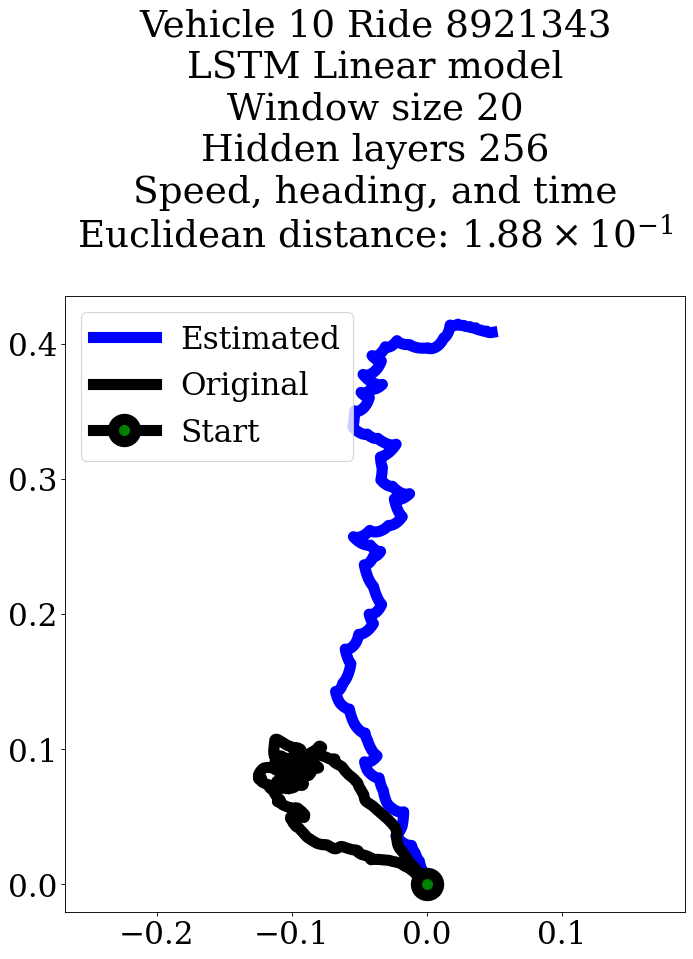 Vehicle 10 Ride 8921343
LSTM Linear model
Window size 20
Hidden layers 256
Speed, heading, and time
Euclidean distance: 1.88 × 10⁻¹
Estimated
Original
Start
0.4
0.3
0.2
0.1
0.0
−0.2
−0.1
0.0
0.1